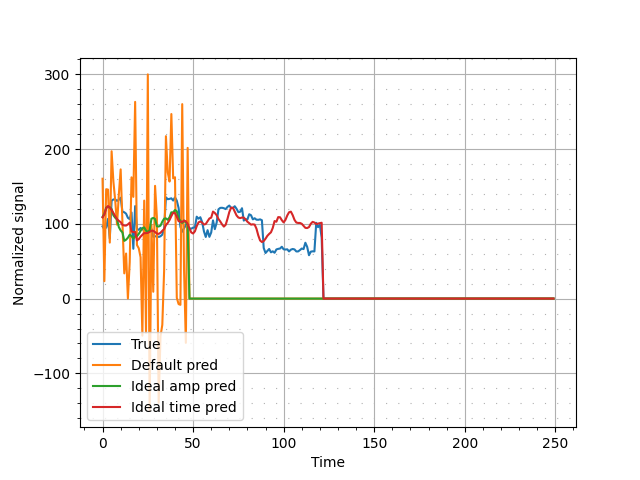 300
200
100
0
−100
Normalized signal
True
Default pred
Ideal amp pred
Ideal time pred
0 50 100 150 200 250
Time